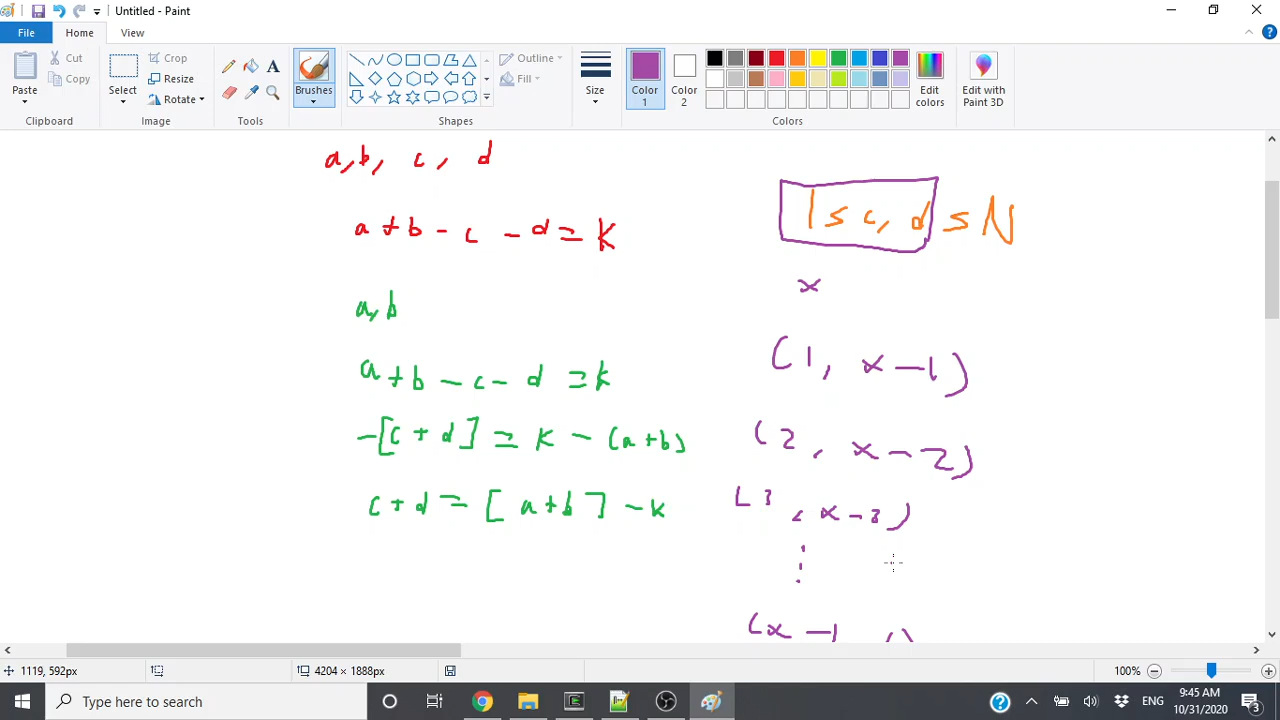 Untitled - Paint
File Home View
Paste
Cut
Copy
Clipboard
Select
Crop
Resize
Rotate
Image
A
Tools
Brushes
Outline
Fill
Shapes
Size
Color 1
Color 2
Edit colors
Edit with Paint 3D
Colors
a, b, c, d
a + b - c - d = K
a, b
a + b - c - d = k
-[c + d] = K - (a+b)
c + d = [a+b] - k
1 ≤ c, d ≤ N
x
(1, x-1)
(2, x-2)
(3, x-3)
⋮
(x-1
1119, 592px
4204 × 1888px
100%
Type here to search
ENG
9:45 AM
10/31/2020
3